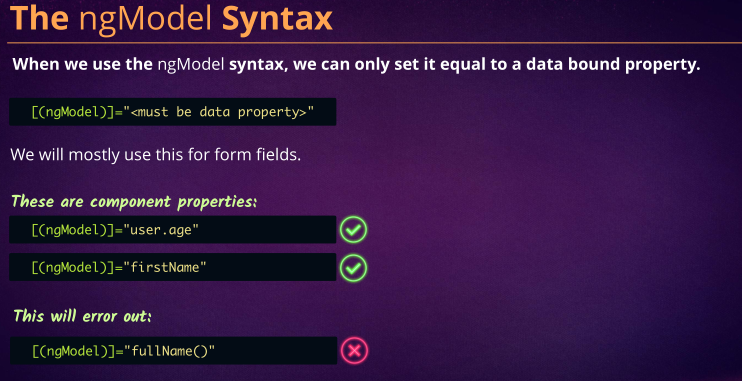 The ngModel Syntax
When we use the ngModel syntax, we can only set it equal to a data bound property.
[(ngModel)]="<must be data property>"
We will mostly use this for form fields.
These are component properties:
[(ngModel)]="user.age"
[(ngModel)]="firstName"
This will error out:
[(ngModel)]="fullName()"